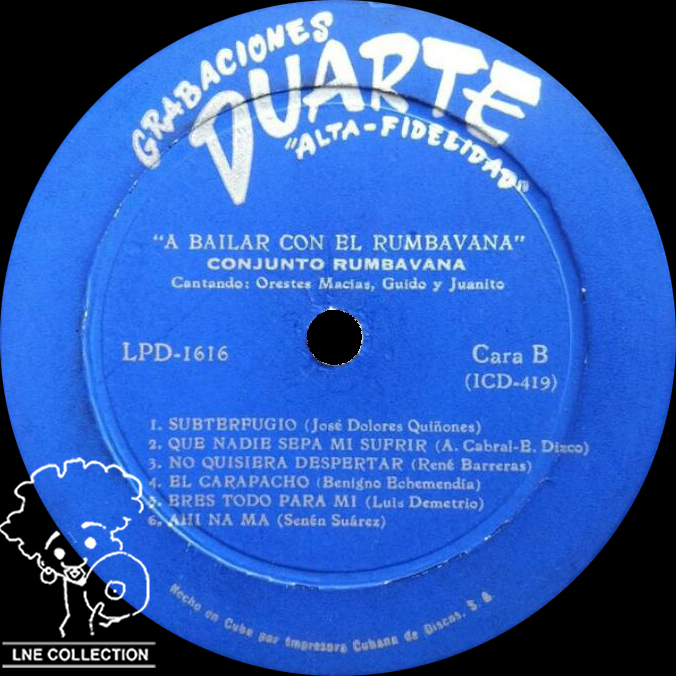 GRABACIONES
DUARTE
"ALTA-FIDELIDAD"
"A BAILAR CON EL RUMBAVANA"
CONJUNTO RUMBAVANA
Cantando: Orestes Macias, Guido y Juanito
LPD-1616
Cara B
(ICD-419)
1. SUBTERFUGIO (José Dolores Quiñones)
2. QUE NADIE SEPA MI SUFRIR (A. Cabral-E. Dizco)
3. NO QUISIERA DESPERTAR (René Barreras)
4. EL CARAPACHO (Benigno Echemendía)
5. ERES TODO PARA MI (Luis Demetrio)
6. AHI NA MA (Senén Suárez)
Hecho en Cuba por Impresora Cubana de Discos, S. A.
LNE COLLECTION